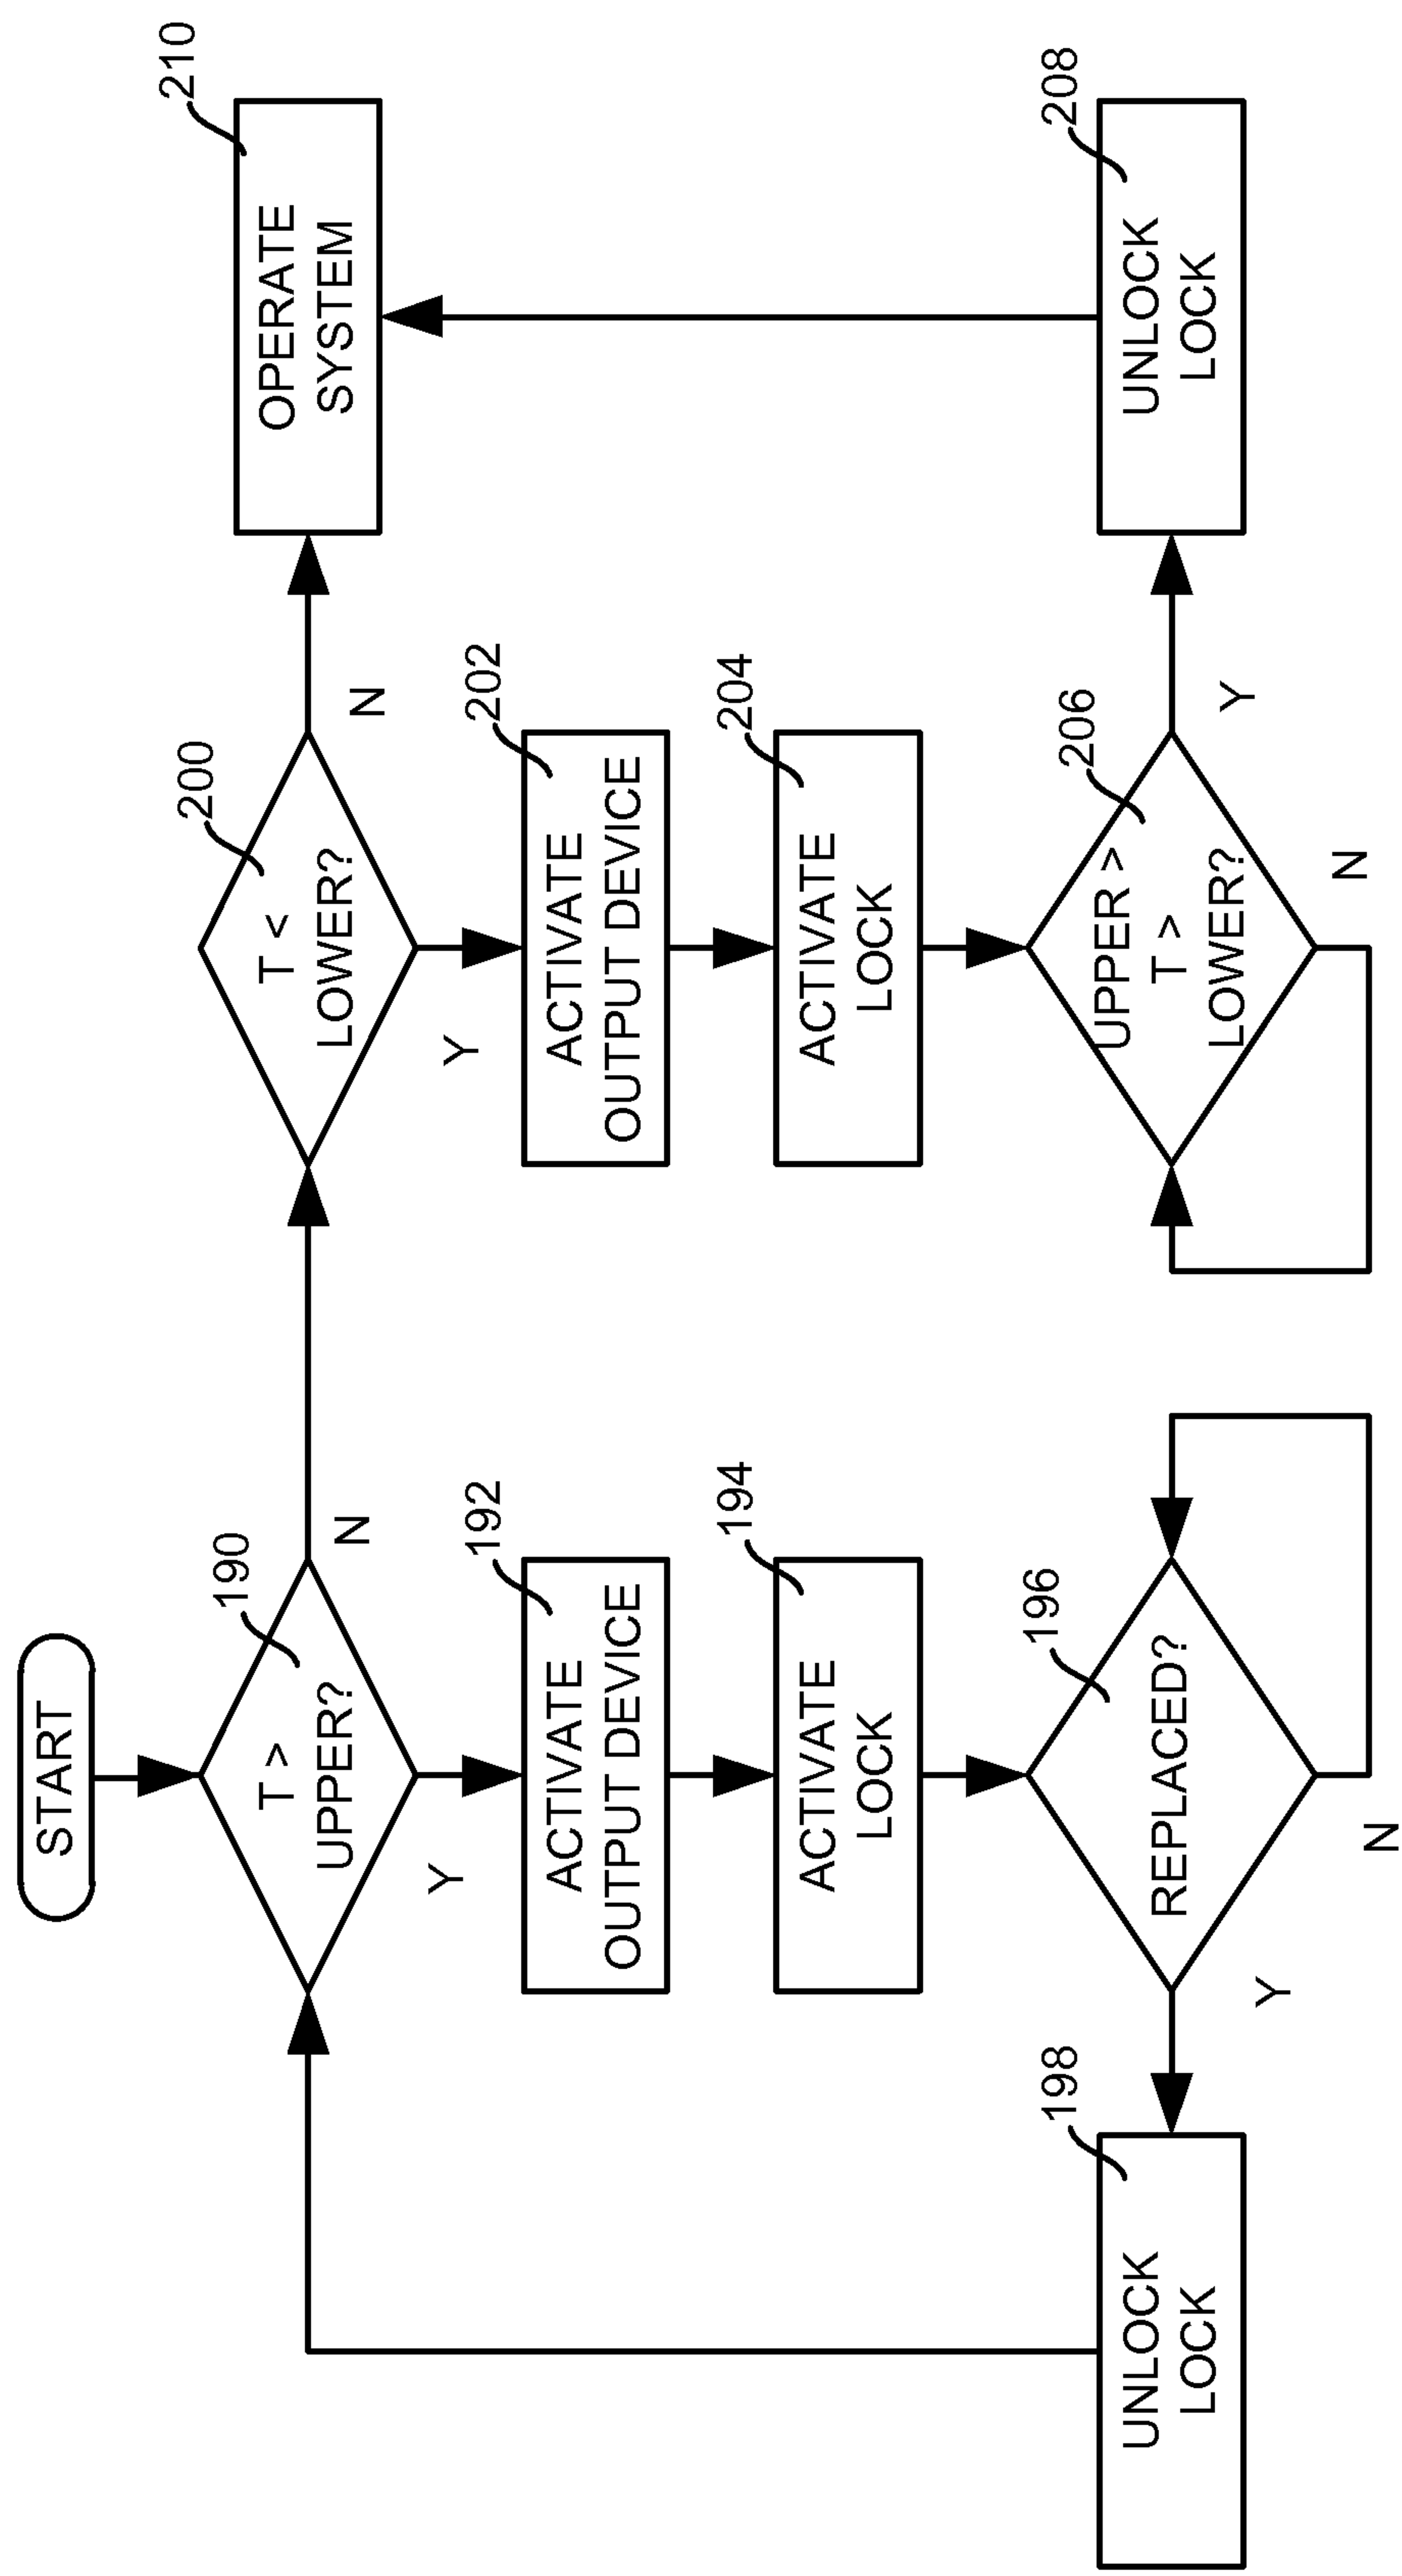 START
190
T >
UPPER?
Y
N
192
ACTIVATE
OUTPUT DEVICE
194
ACTIVATE
LOCK
196
REPLACED?
Y
N
198
UNLOCK
LOCK
200
T <
LOWER?
Y
N
202
ACTIVATE
OUTPUT DEVICE
204
ACTIVATE
LOCK
206
UPPER >
T >
LOWER?
Y
N
208
UNLOCK
LOCK
210
OPERATE
SYSTEM